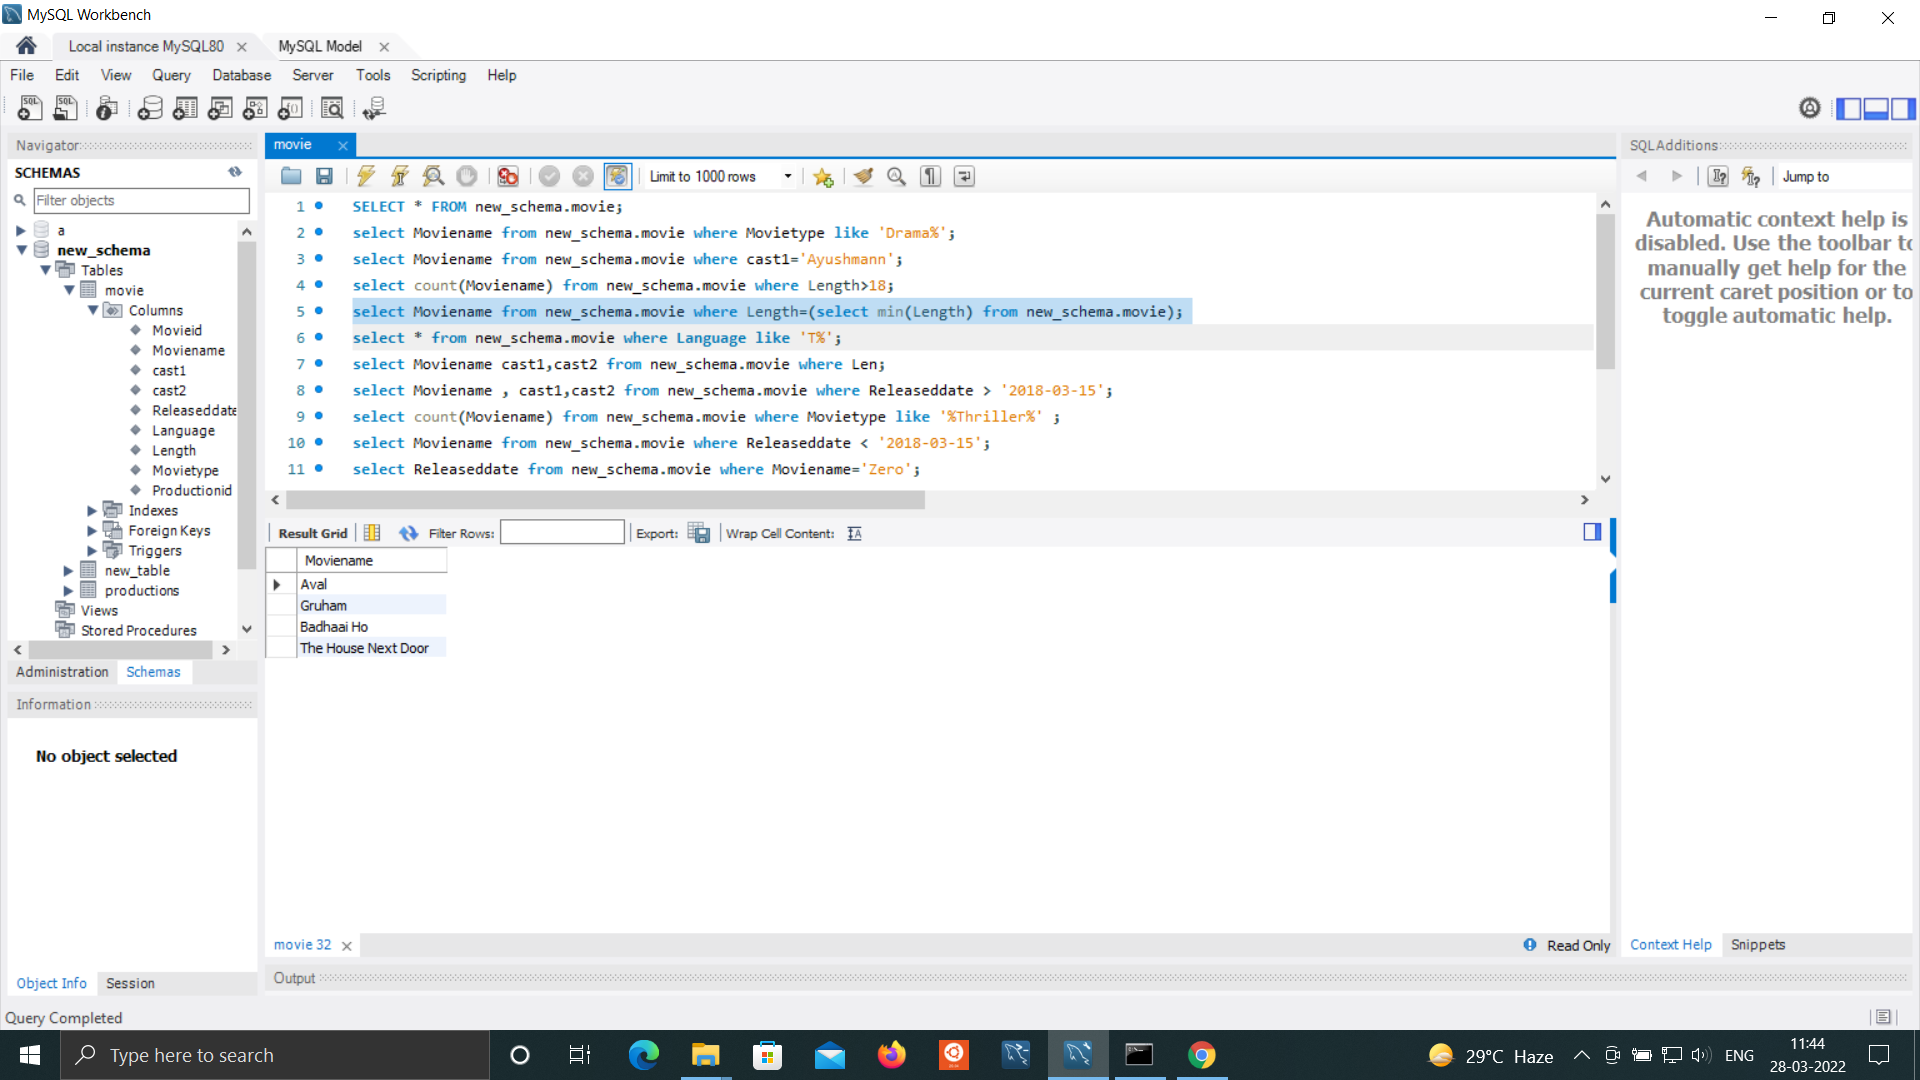 MySQL Workbench
Local instance MySQL80
MySQL Model
File Edit View Query Database Server Tools Scripting Help
Navigator
SCHEMAS
Filter objects
a
new_schema
Tables
movie
Columns
Movieid
Moviename
cast1
cast2
Releaseddate
Language
Length
Movietype
Productionid
Indexes
Foreign Keys
Triggers
new_table
productions
Views
Stored Procedures
Administration Schemas
Information
No object selected
Object Info Session
Query Completed
movie
Limit to 1000 rows
1 SELECT * FROM new_schema.movie;
2 select Moviename from new_schema.movie where Movietype like 'Drama%';
3 select Moviename from new_schema.movie where cast1='Ayushmann';
4 select count(Moviename) from new_schema.movie where Length>18;
5 select Moviename from new_schema.movie where Length=(select min(Length) from new_schema.movie);
6 select * from new_schema.movie where Language like 'T%';
7 select Moviename cast1,cast2 from new_schema.movie where Len;
8 select Moviename , cast1,cast2 from new_schema.movie where Releaseddate > '2018-03-15';
9 select count(Moviename) from new_schema.movie where Movietype like '%Thriller%' ;
10 select Moviename from new_schema.movie where Releaseddate < '2018-03-15';
11 select Releaseddate from new_schema.movie where Moviename='Zero';
Result Grid Filter Rows: Export: Wrap Cell Content:
Moviename
Aval
Gruham
Badhaai Ho
The House Next Door
movie 32
Read Only
Output
SQLAdditions
Jump to
Automatic context help is
disabled. Use the toolbar to
manually get help for the
current caret position or to
toggle automatic help.
Context Help Snippets
Type here to search
29°C Haze
ENG
11:44
28-03-2022